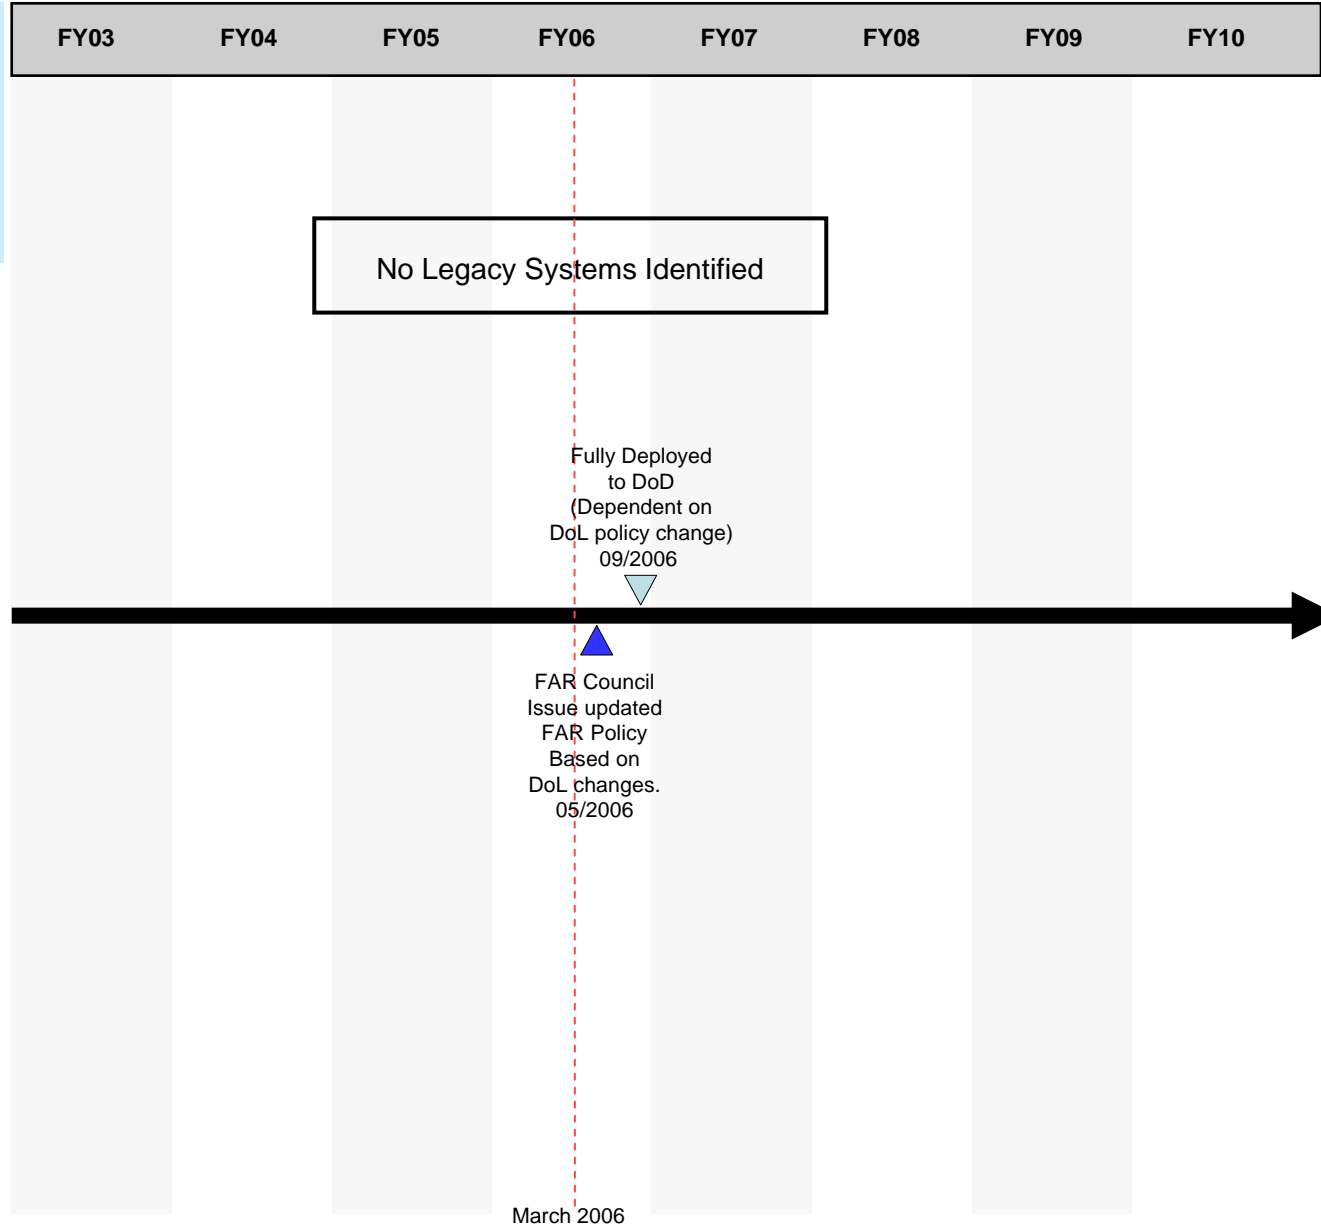 FY03 FY04 FY05 FY06 FY07 FY08 FY09 FY10
No Legacy Systems Identified
Fully Deployed
to DoD
(Dependent on
DoL policy change)
09/2006
FAR Council
Issue updated
FAR Policy
Based on
DoL changes.
05/2006
March 2006